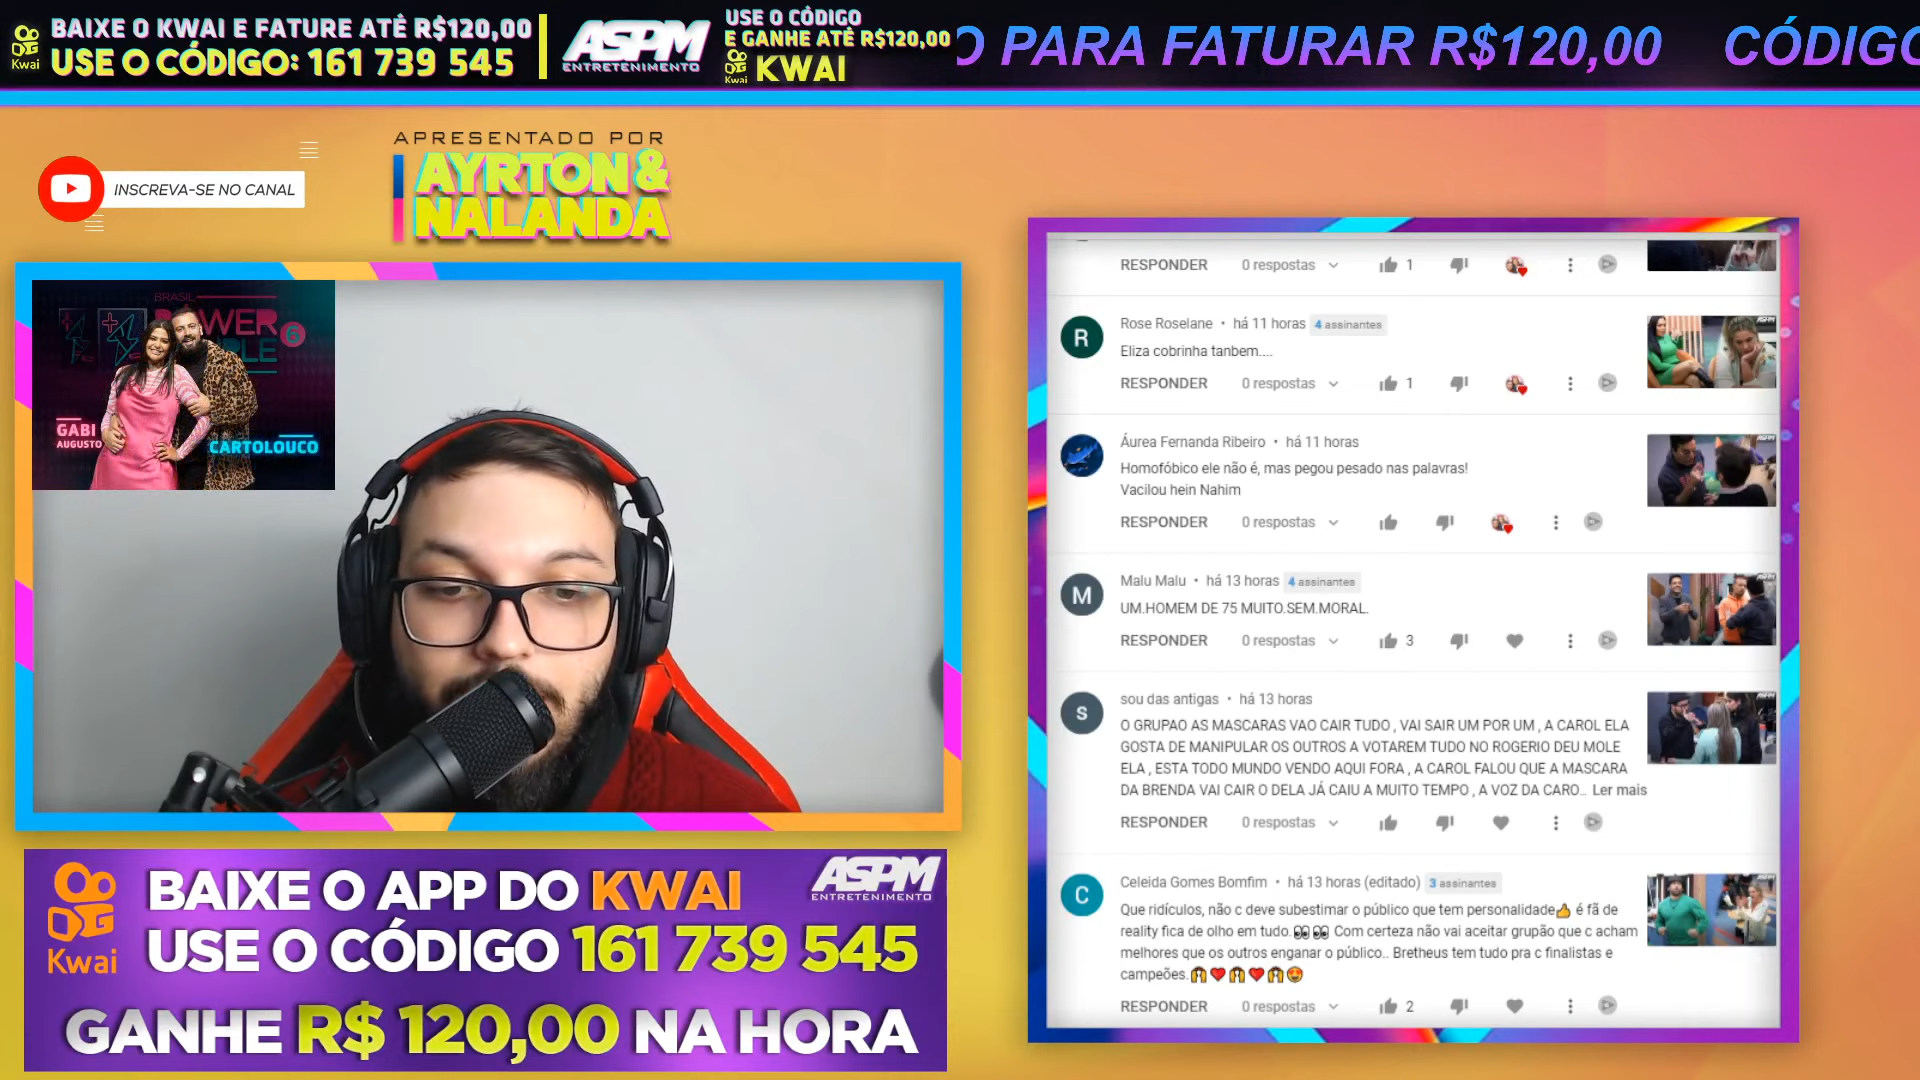 BAIXE O KWAI E FATURE ATÉ R$120,00
USE O CÓDIGO: 161 739 545
Kwai
ASPM
ENTRETENIMENTO
USE O CÓDIGO
E GANHE ATÉ R$120,00
Kwai
KWAI
O PARA FATURAR R$120,00 CÓDIGO
INSCREVA-SE NO CANAL
APRESENTADO POR
AYRTON &
NALANDA
BRASIL
POWER
COUPLE
6
GABI
AUGUSTO
CARTOLOUCO
BAIXE O APP DO KWAI
USE O CÓDIGO 161 739 545
GANHE R$ 120,00 NA HORA
Kwai
ASPM
ENTRETENIMENTO
RESPONDER 0 respostas 1
R
Rose Roselane • há 11 horas 4 assinantes
Eliza cobrinha tanbem....
RESPONDER 0 respostas 1
ASPM
Áurea Fernanda Ribeiro • há 11 horas
Homofóbico ele não é, mas pegou pesado nas palavras!
Vacilou hein Nahim
RESPONDER 0 respostas
ASPM
M
Malu Malu • há 13 horas 4 assinantes
UM.HOMEM DE 75 MUITO.SEM.MORAL.
RESPONDER 0 respostas 3
ASPM
S
sou das antigas • há 13 horas
O GRUPAO AS MASCARAS VAO CAIR TUDO , VAI SAIR UM POR UM , A CAROL ELA
GOSTA DE MANIPULAR OS OUTROS A VOTAREM TUDO NO ROGERIO DEU MOLE
ELA , ESTA TODO MUNDO VENDO AQUI FORA , A CAROL FALOU QUE A MASCARA
DA BRENDA VAI CAIR O DELA JÁ CAIU A MUITO TEMPO , A VOZ DA CARO... Ler mais
RESPONDER 0 respostas
ASPM
C
Celeida Gomes Bomfim • há 13 horas (editado) 3 assinantes
Que ridículos, não c deve subestimar o público que tem personalidade👍 é fã de
reality fica de olho em tudo.👀👀 Com certeza não vai aceitar grupão que c acham
melhores que os outros enganar o público.. Bretheus tem tudo pra c finalistas e
campeões.
RESPONDER 0 respostas 2
ASPM